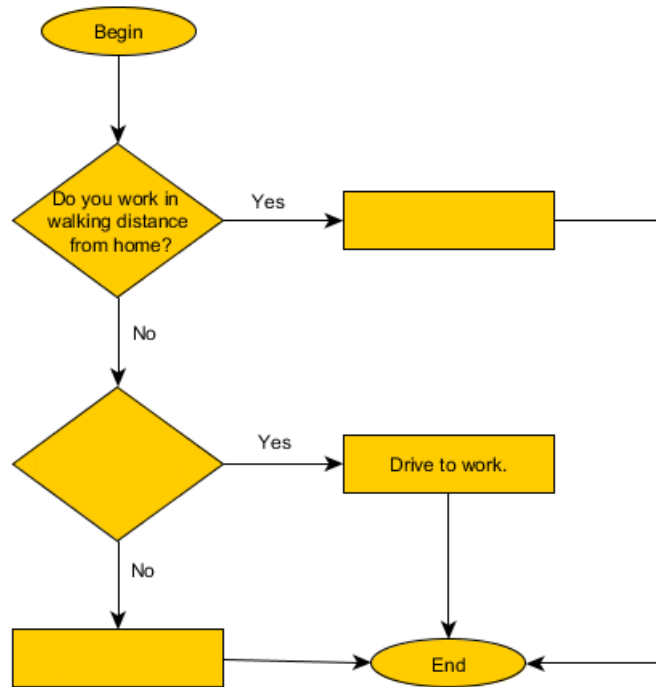 Begin
Do you work in
walking distance
from home?
Yes
No
Yes
Drive to work.
No
End